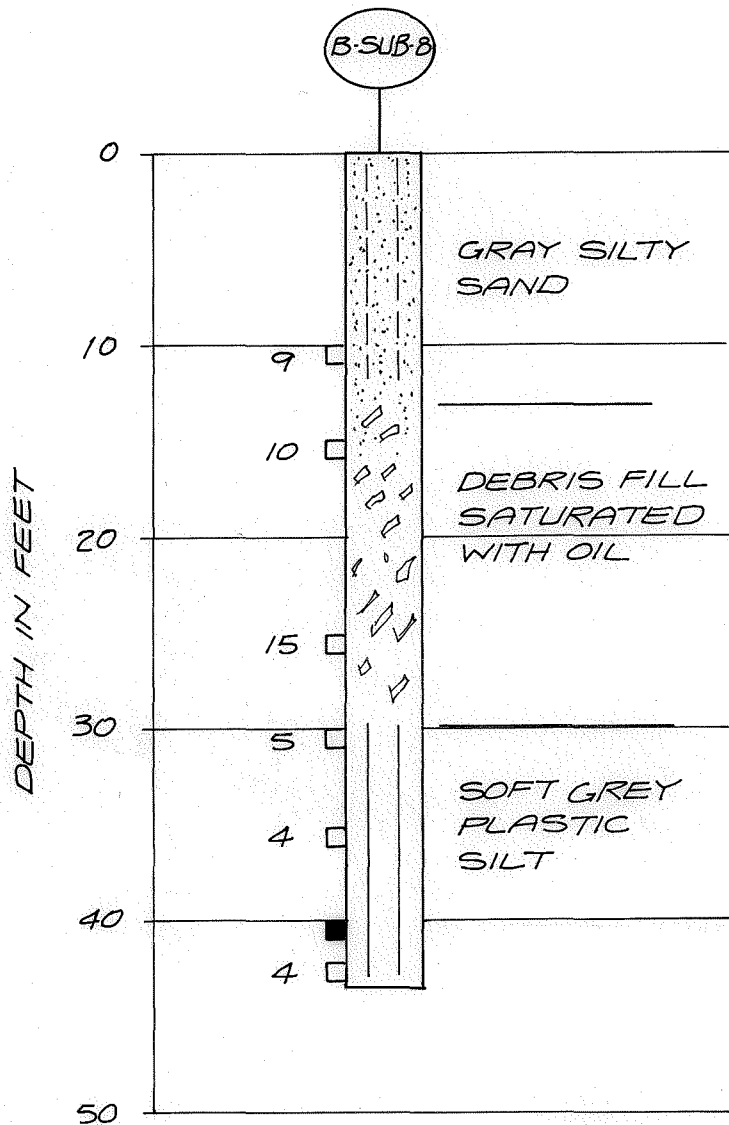 B-SUB-8
0
GRAY SILTY
SAND
10
9
10
DEBRIS FILL
SATURATED
WITH OIL
20
15
DEPTH IN FEET
30
5
SOFT GREY
PLASTIC
SILT
4
40
4
50